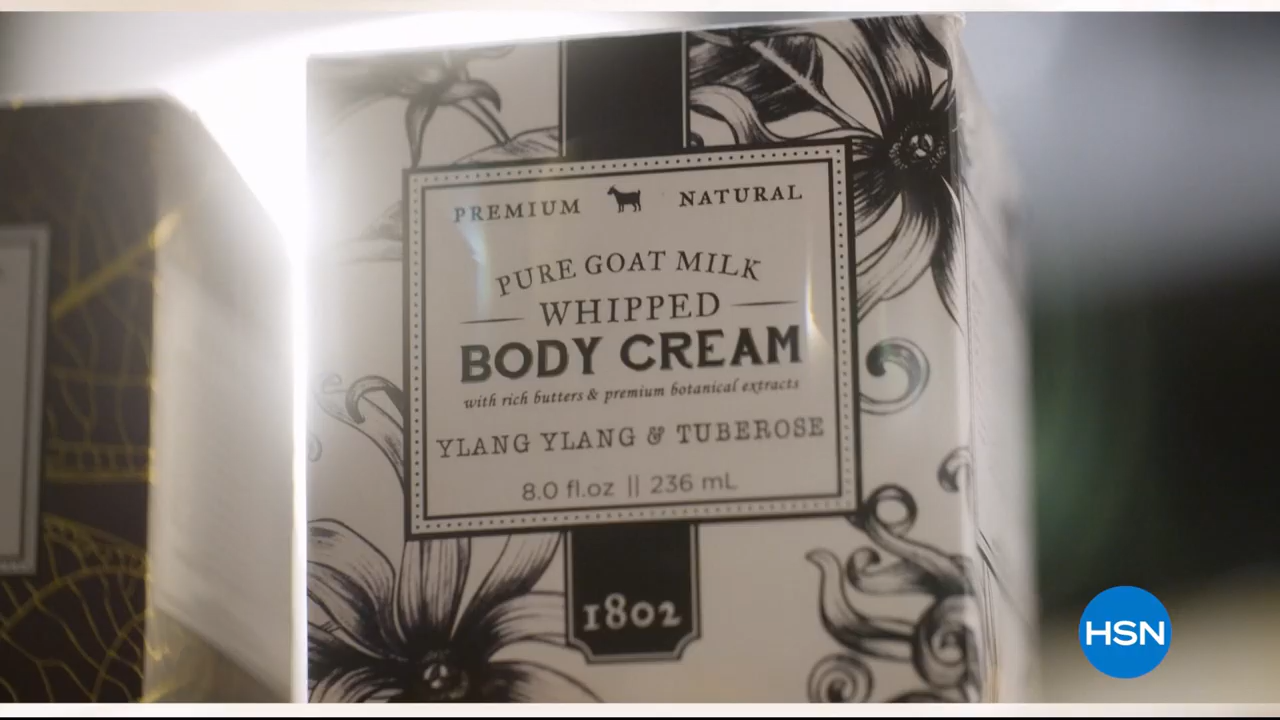 PREMIUM NATURAL
PURE GOAT MILK
WHIPPED
BODY CREAM
with rich butters & premium botanical extracts
YLANG YLANG & TUBEROSE
8.0 fl.oz || 236 mL
1802
HSN